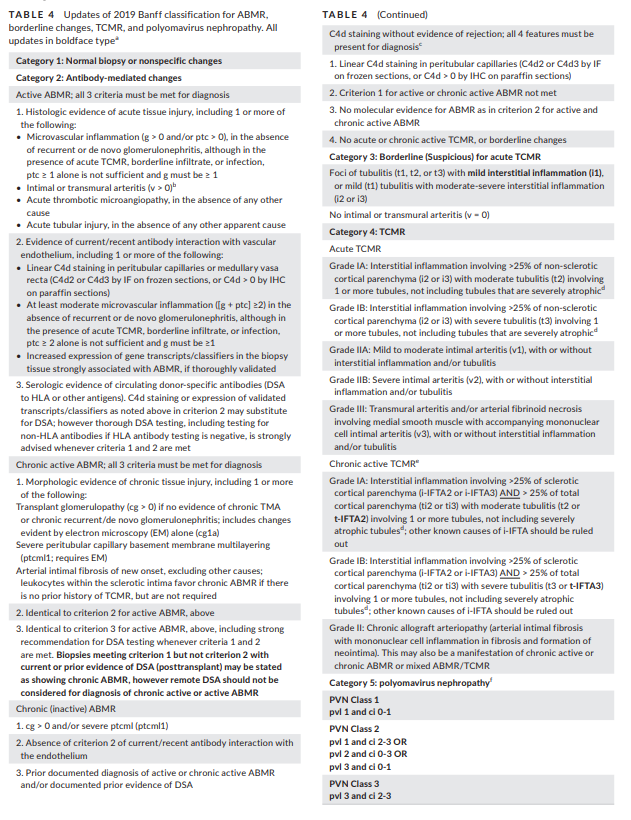 TABLE 4 Updates of 2019 Banff classification for ABMR,
borderline changes, TCMR, and polyomavirus nephropathy. All
updates in boldface typeᵃ
Category 1: Normal biopsy or nonspecific changes
Category 2: Antibody-mediated changes
Active ABMR; all 3 criteria must be met for diagnosis
1. Histologic evidence of acute tissue injury, including 1 or more of
the following:
• Microvascular inflammation (g > 0 and/or ptc > 0), in the absence
of recurrent or de novo glomerulonephritis, although in the
presence of acute TCMR, borderline infiltrate, or infection,
ptc ≥ 1 alone is not sufficient and g must be ≥ 1
• Intimal or transmural arteritis (v > 0)ᵇ
• Acute thrombotic microangiopathy, in the absence of any other
cause
• Acute tubular injury, in the absence of any other apparent cause
2. Evidence of current/recent antibody interaction with vascular
endothelium, including 1 or more of the following:
• Linear C4d staining in peritubular capillaries or medullary vasa
recta (C4d2 or C4d3 by IF on frozen sections, or C4d > 0 by IHC
on paraffin sections)
• At least moderate microvascular inflammation ([g + ptc] ≥2) in the
absence of recurrent or de novo glomerulonephritis, although in
the presence of acute TCMR, borderline infiltrate, or infection,
ptc ≥ 2 alone is not sufficient and g must be ≥1
• Increased expression of gene transcripts/classifiers in the biopsy
tissue strongly associated with ABMR, if thoroughly validated
3. Serologic evidence of circulating donor-specific antibodies (DSA
to HLA or other antigens). C4d staining or expression of validated
transcripts/classifiers as noted above in criterion 2 may substitute
for DSA; however thorough DSA testing, including testing for
non-HLA antibodies if HLA antibody testing is negative, is strongly
advised whenever criteria 1 and 2 are met
Chronic active ABMR; all 3 criteria must be met for diagnosis
1. Morphologic evidence of chronic tissue injury, including 1 or more
of the following:
Transplant glomerulopathy (cg > 0) if no evidence of chronic TMA
or chronic recurrent/de novo glomerulonephritis; includes changes
evident by electron microscopy (EM) alone (cg1a)
Severe peritubular capillary basement membrane multilayering
(ptcml1; requires EM)
Arterial intimal fibrosis of new onset, excluding other causes;
leukocytes within the sclerotic intima favor chronic ABMR if there
is no prior history of TCMR, but are not required
2. Identical to criterion 2 for active ABMR, above
3. Identical to criterion 3 for active ABMR, above, including strong
recommendation for DSA testing whenever criteria 1 and 2
are met. Biopsies meeting criterion 1 but not criterion 2 with
current or prior evidence of DSA (posttransplant) may be stated
as showing chronic ABMR, however remote DSA should not be
considered for diagnosis of chronic active or active ABMR
Chronic (inactive) ABMR
1. cg > 0 and/or severe ptcml (ptcml1)
2. Absence of criterion 2 of current/recent antibody interaction with
the endothelium
3. Prior documented diagnosis of active or chronic active ABMR
and/or documented prior evidence of DSA
TABLE 4 (Continued)
C4d staining without evidence of rejection; all 4 features must be
present for diagnosisᶜ
1. Linear C4d staining in peritubular capillaries (C4d2 or C4d3 by IF
on frozen sections, or C4d > 0 by IHC on paraffin sections)
2. Criterion 1 for active or chronic active ABMR not met
3. No molecular evidence for ABMR as in criterion 2 for active and
chronic active ABMR
4. No acute or chronic active TCMR, or borderline changes
Category 3: Borderline (Suspicious) for acute TCMR
Foci of tubulitis (t1, t2, or t3) with mild interstitial inflammation (i1),
or mild (t1) tubulitis with moderate-severe interstitial inflammation
(i2 or i3)
No intimal or transmural arteritis (v = 0)
Category 4: TCMR
Acute TCMR
Grade IA: Interstitial inflammation involving >25% of non-sclerotic
cortical parenchyma (i2 or i3) with moderate tubulitis (t2) involving
1 or more tubules, not including tubules that are severely atrophicᵈ
Grade IB: Interstitial inflammation involving >25% of non-sclerotic
cortical parenchyma (i2 or i3) with severe tubulitis (t3) involving 1
or more tubules, not including tubules that are severely atrophicᵈ
Grade IIA: Mild to moderate intimal arteritis (v1), with or without
interstitial inflammation and/or tubulitis
Grade IIB: Severe intimal arteritis (v2), with or without interstitial
inflammation and/or tubulitis
Grade III: Transmural arteritis and/or arterial fibrinoid necrosis
involving medial smooth muscle with accompanying mononuclear
cell intimal arteritis (v3), with or without interstitial inflammation
and/or tubulitis
Chronic active TCMRᵉ
Grade IA: Interstitial inflammation involving >25% of sclerotic
cortical parenchyma (i-IFTA2 or i-IFTA3) AND > 25% of total
cortical parenchyma (ti2 or ti3) with moderate tubulitis (t2 or
t-IFTA2) involving 1 or more tubules, not including severely
atrophic tubulesᵈ; other known causes of i-IFTA should be ruled
out
Grade IB: Interstitial inflammation involving >25% of sclerotic
cortical parenchyma (i-IFTA2 or i-IFTA3) AND > 25% of total
cortical parenchyma (ti2 or ti3) with severe tubulitis (t3 or t-IFTA3)
involving 1 or more tubules, not including severely atrophic
tubulesᵈ; other known causes of i-IFTA should be ruled out
Grade II: Chronic allograft arteriopathy (arterial intimal fibrosis
with mononuclear cell inflammation in fibrosis and formation of
neointima). This may also be a manifestation of chronic active or
chronic ABMR or mixed ABMR/TCMR
Category 5: polyomavirus nephropathyᶠ
PVN Class 1
pvl 1 and ci 0-1
PVN Class 2
pvl 1 and ci 2-3 OR
pvl 2 and ci 0-3 OR
pvl 3 and ci 0-1
PVN Class 3
pvl 3 and ci 2-3